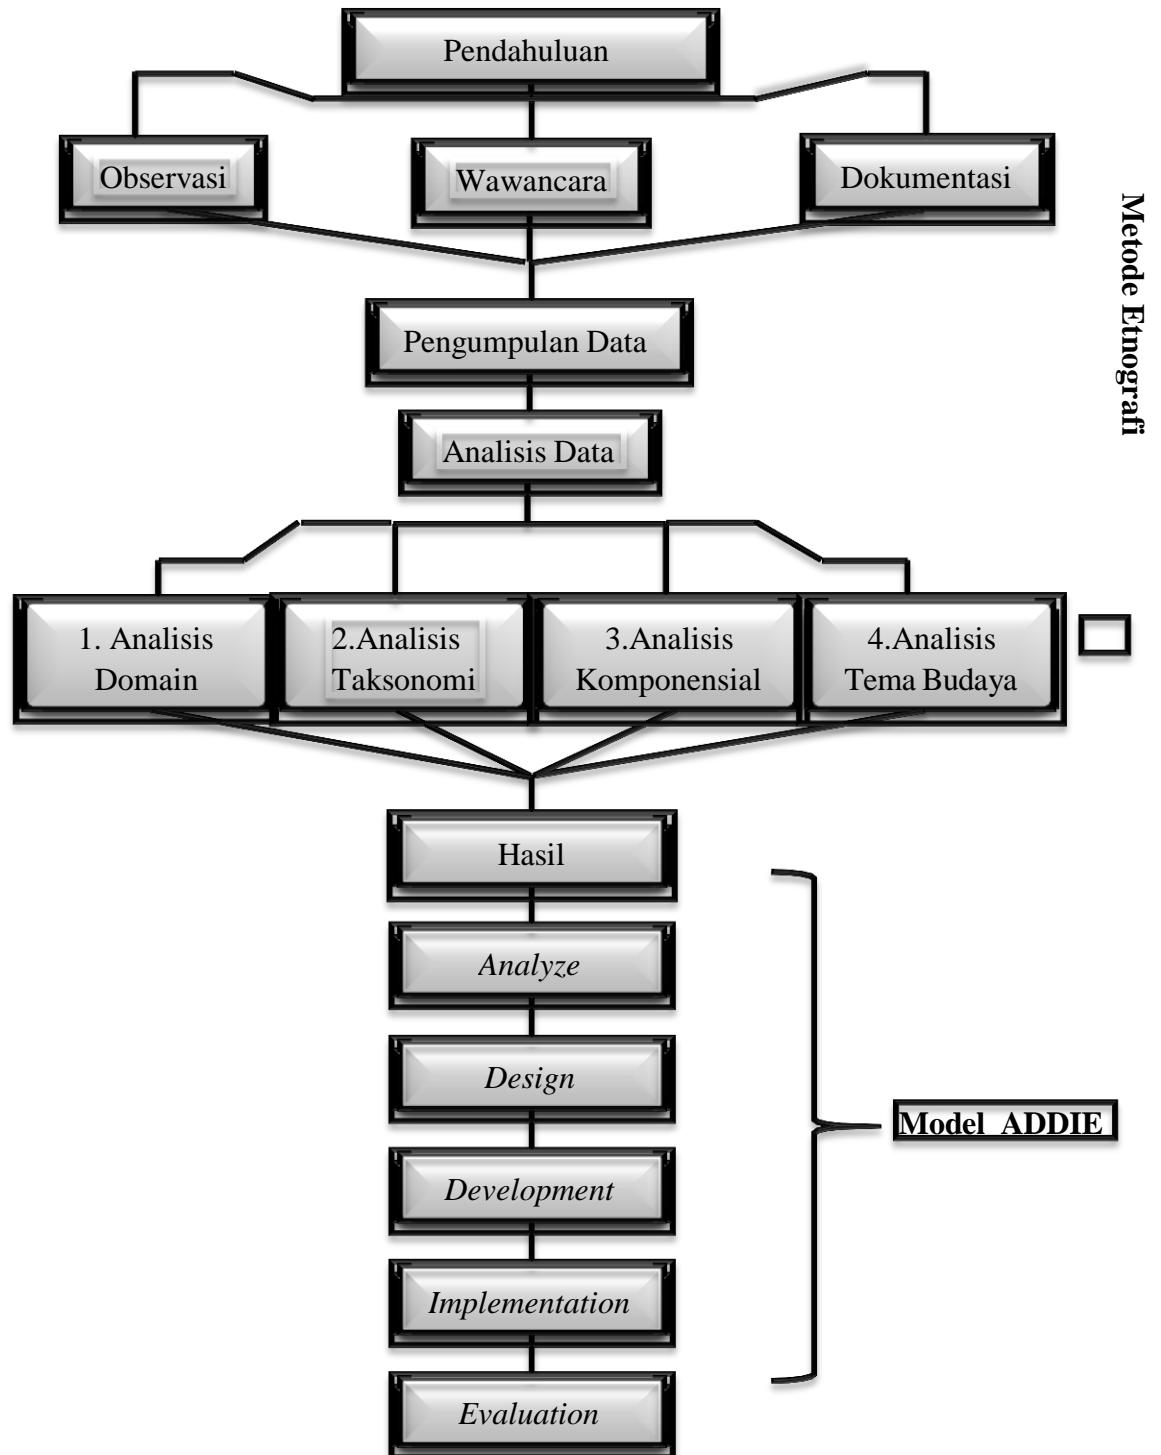 Pendahuluan
Observasi
Wawancara
Dokumentasi
Metode Etnografi
Pengumpulan Data
Analisis Data
1. Analisis
Domain
2.Analisis
Taksonomi
3.Analisis
Komponensial
4.Analisis
Tema Budaya
Hasil
Analyze
Design
Model ADDIE
Development
Implementation
Evaluation